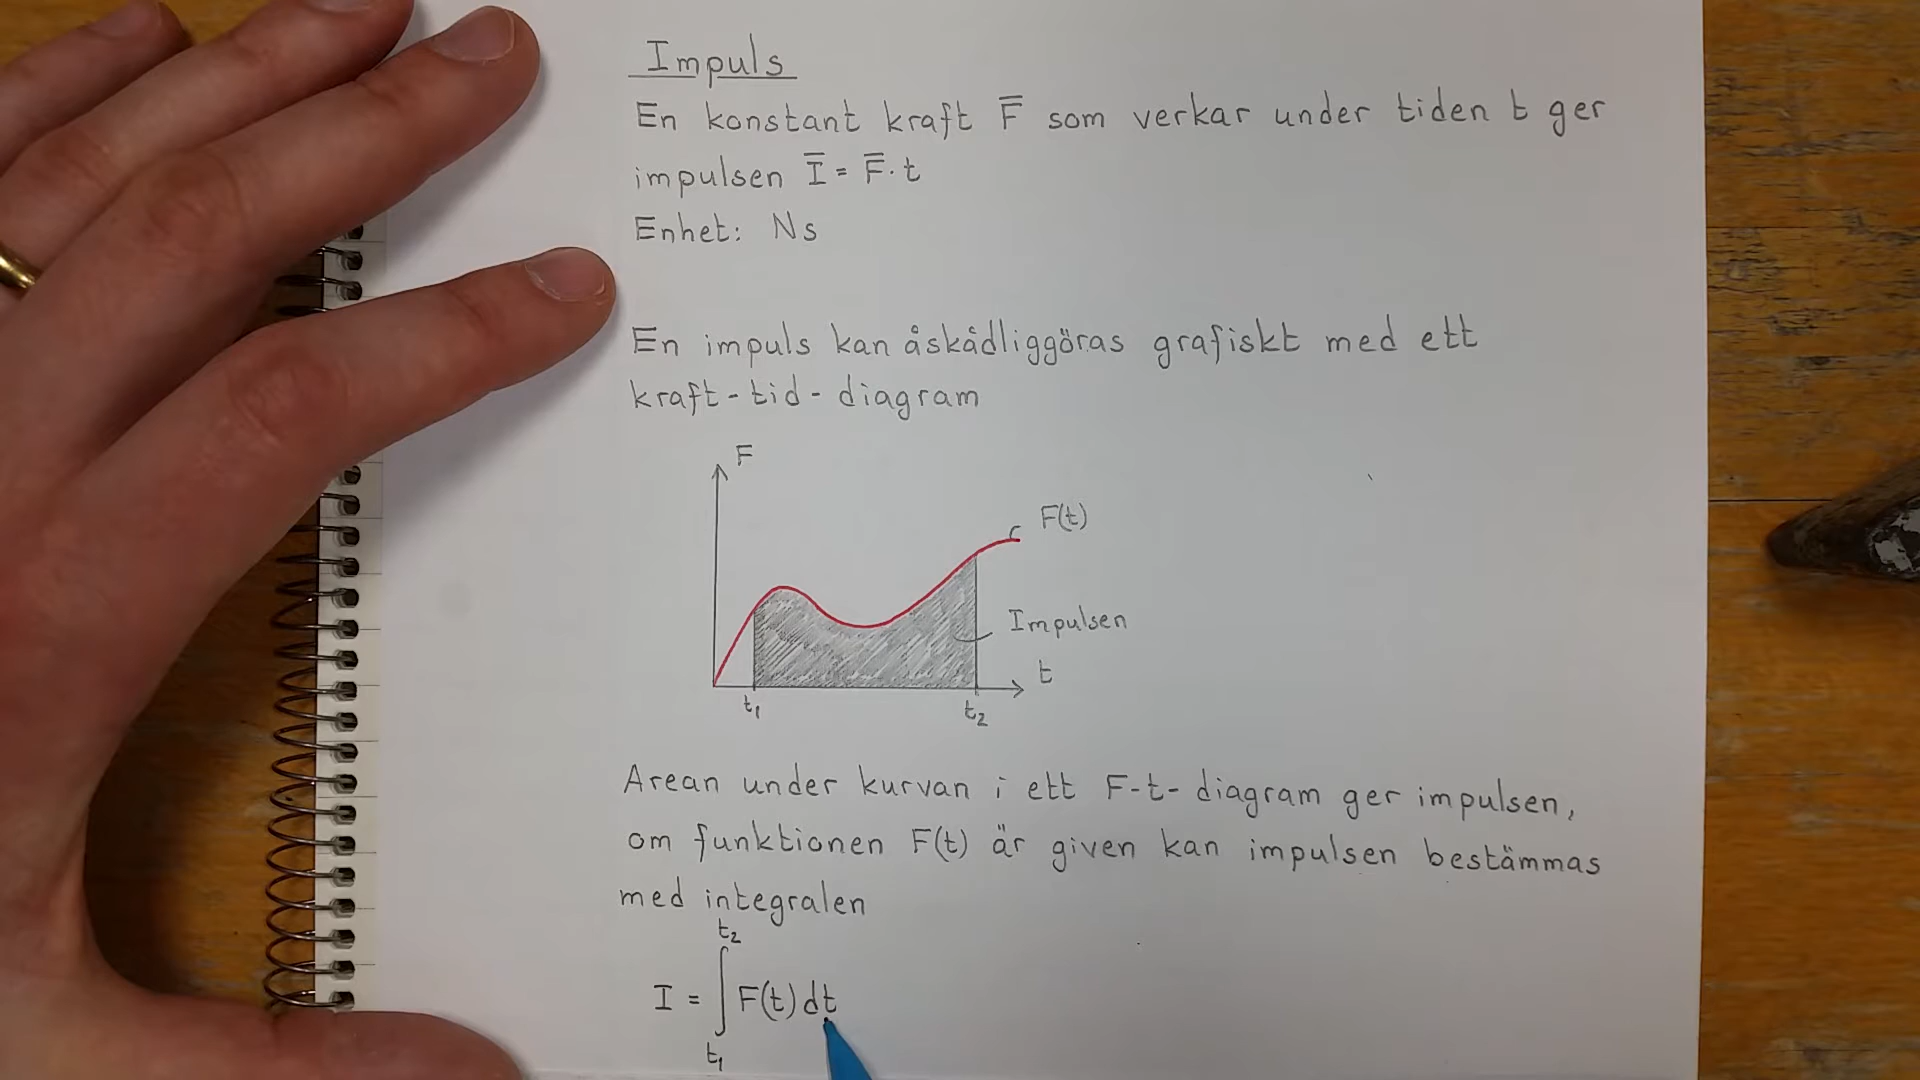 Impuls
En konstant kraft F̅ som verkar under tiden t ger
impulsen I̅ = F̅ · t
Enhet: Ns
En impuls kan åskådliggöras grafiskt med ett
kraft-tid-diagram
F
F(t)
Impulsen
t
t₁
t₂
Arean under kurvan i ett F-t-diagram ger impulsen,
om funktionen F(t) är given kan impulsen bestämmas
med integralen
t₂
I = ∫ F(t) dt
t₁